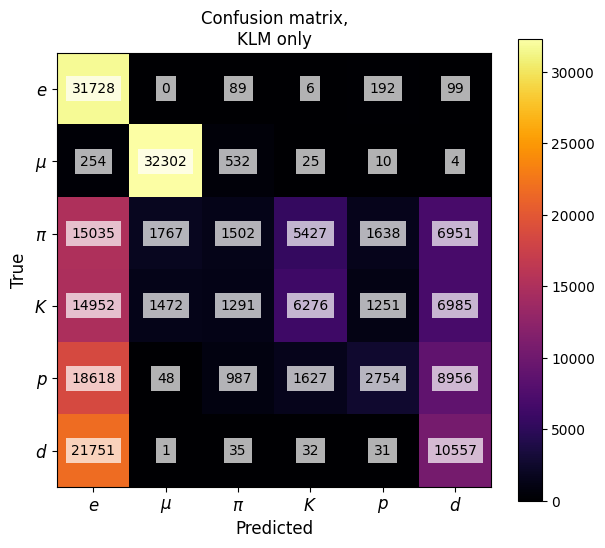 Confusion matrix,
KLM only
True
e 31728 0 89 6 192 99
μ 254 32302 532 25 10 4
π 15035 1767 1502 5427 1638 6951
K 14952 1472 1291 6276 1251 6985
p 18618 48 987 1627 2754 8956
d 21751 1 35 32 31 10557
e μ π K p d
Predicted
30000
25000
20000
15000
10000
5000
0